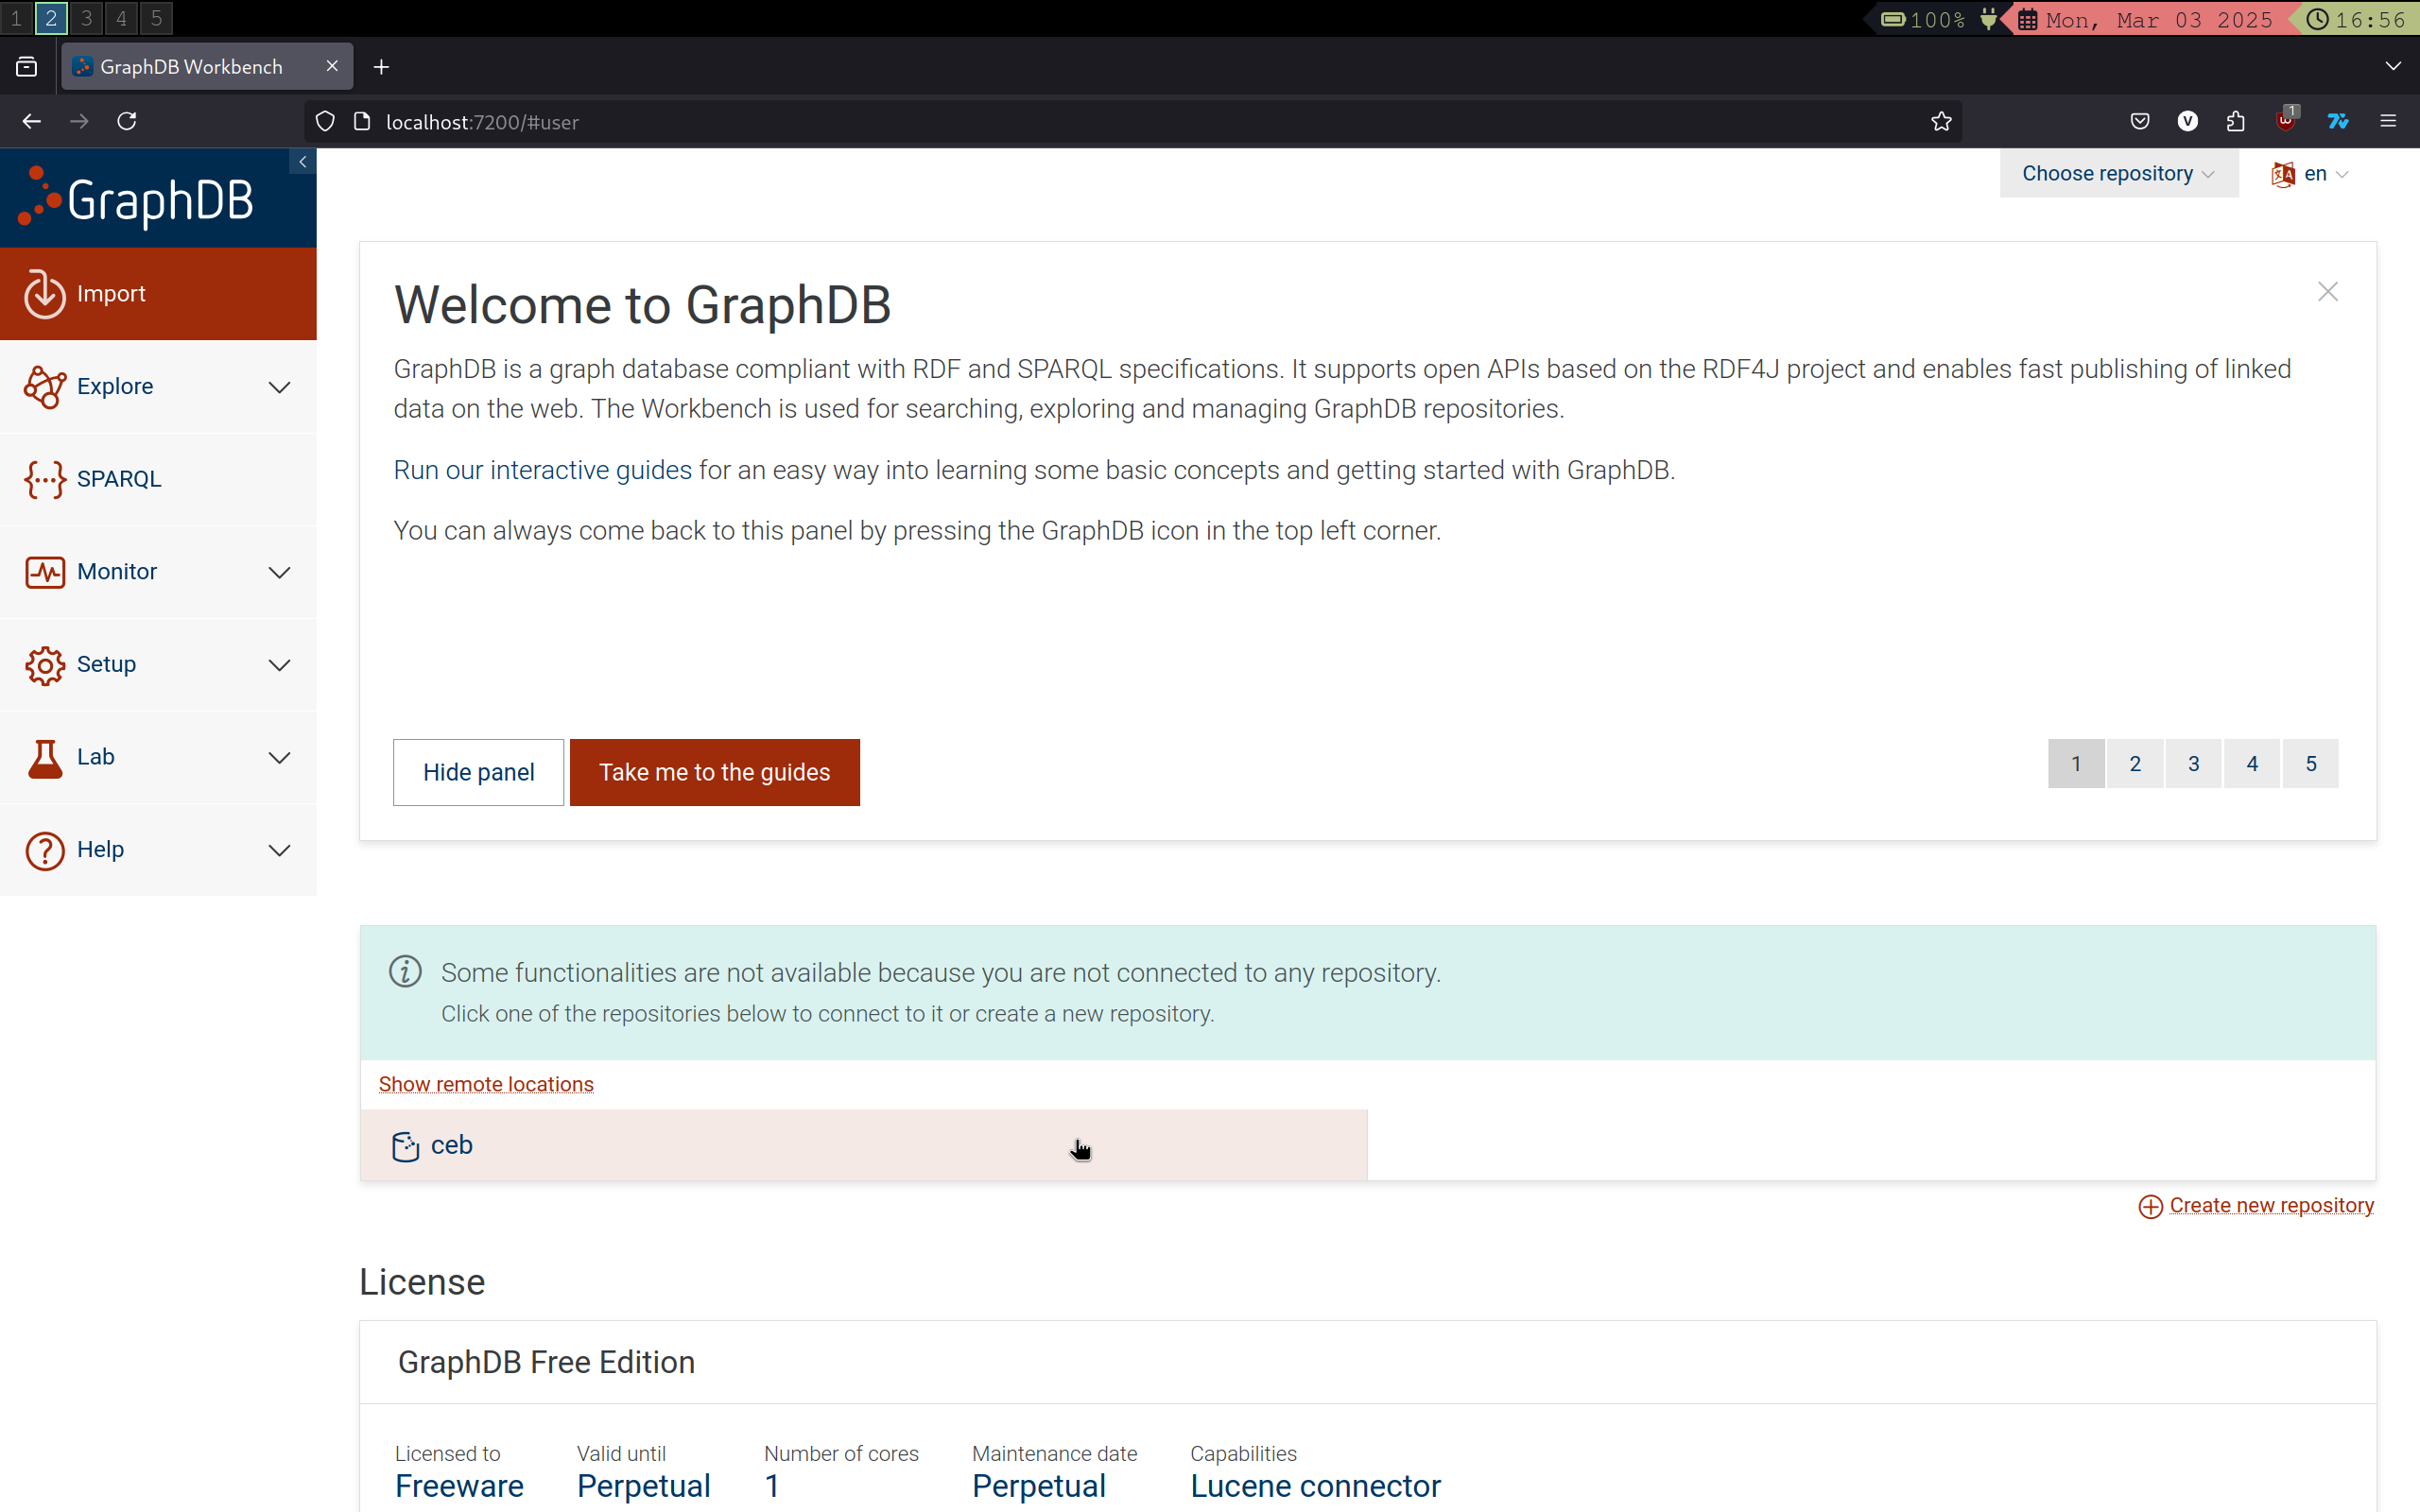 1 2 3 4 5
100% Mon, Mar 03 2025 16:56
GraphDB Workbench
localhost:7200/#user
V
1
GraphDB
Choose repository
en
Import
Explore
SPARQL
Monitor
Setup
Lab
Help
Welcome to GraphDB
GraphDB is a graph database compliant with RDF and SPARQL specifications. It supports open APIs based on the RDF4J project and enables fast publishing of linked
data on the web. The Workbench is used for searching, exploring and managing GraphDB repositories.
Run our interactive guides for an easy way into learning some basic concepts and getting started with GraphDB.
You can always come back to this panel by pressing the GraphDB icon in the top left corner.
Hide panel
Take me to the guides
1 2 3 4 5
Some functionalities are not available because you are not connected to any repository.
Click one of the repositories below to connect to it or create a new repository.
Show remote locations
ceb
Create new repository
License
GraphDB Free Edition
Licensed to Valid until Number of cores Maintenance date Capabilities
Freeware Perpetual 1 Perpetual Lucene connector